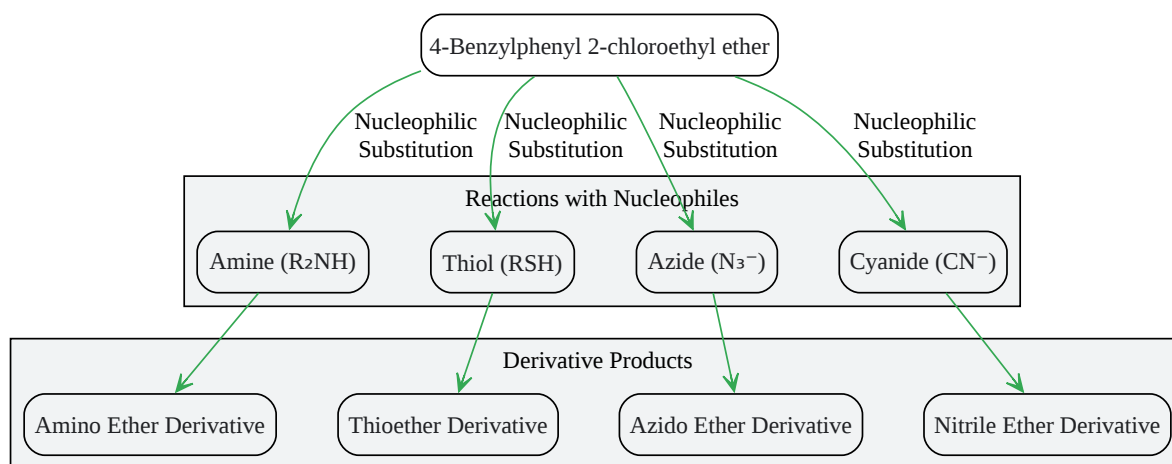 4-Benzylphenyl 2-chloroethyl ether
Nucleophilic
Substitution
Nucleophilic
Substitution
Nucleophilic
Substitution
Nucleophilic
Substitution
Reactions with Nucleophiles
Amine (R₂NH)
Thiol (RSH)
Azide (N₃⁻)
Cyanide (CN⁻)
Derivative Products
Amino Ether Derivative
Thioether Derivative
Azido Ether Derivative
Nitrile Ether Derivative